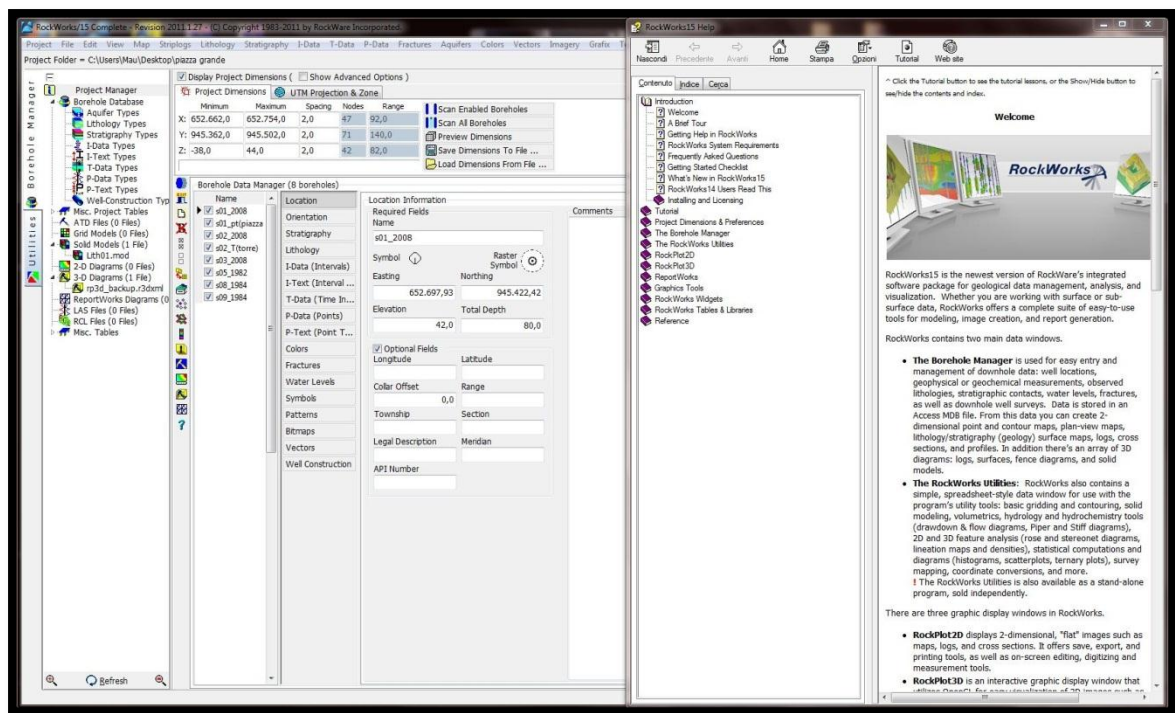 RockWorks/15 Complete - Revision 2011.1.27 - (C) Copyright 1983-2011 by RockWare Incorporated.
Project File Edit View Map Striplogs Lithology Stratigraphy I-Data T-Data P-Data Fractures Aquifers Colors Vectors Imagery Grafix
Project Folder = C:\Users\Mau\Desktop\piazza grande
Borehole Manager
Utilities
Project Manager
Borehole Database
Aquifer Types
Lithology Types
Stratigraphy Types
I-Data Types
I-Text Types
T-Data Types
P-Data Types
P-Text Types
Well-Construction Typ
Misc. Project Tables
ATD Files (0 Files)
Grid Models (0 Files)
Solid Models (1 File)
Lith01.mod
2-D Diagrams (0 Files)
3-D Diagrams (1 File)
rp3d_backup.r3dxml
ReportWorks Diagrams (0
LAS Files (0 Files)
RCL Files (0 Files)
Misc. Tables
Refresh
Display Project Dimensions ( Show Advanced Options )
Project Dimensions UTM Projection & Zone
Minimum Maximum Spacing Nodes Range
X: 652.662,0 652.754,0 2,0 47 92,0
Y: 945.362,0 945.502,0 2,0 71 140,0
Z: -38,0 44,0 2,0 42 82,0
Scan Enabled Boreholes
Scan All Boreholes
Preview Dimensions
Save Dimensions To File ...
Load Dimensions From File ...
Borehole Data Manager (8 boreholes)
Name
s01_2008
s01_pt(piazza
s02_2008
s02_T(torre)
s03_2008
s05_1982
s08_1984
s09_1984
Location
Orientation
Stratigraphy
Lithology
I-Data (Intervals)
I-Text (Interval ...
T-Data (Time In...
P-Data (Points)
P-Text (Point T...
Colors
Fractures
Water Levels
Symbols
Patterns
Bitmaps
Vectors
Well Construction
Location Information
Required Fields
Name
s01_2008
Symbol Raster Symbol
Easting Northing
652.697,93 945.422,42
Elevation Total Depth
42,0 80,0
Optional Fields
Longitude Latitude
Collar Offset Range
0,0
Township Section
Legal Description Meridian
API Number
Comments
RockWorks15 Help
Nascondi Precedente Avanti Home Stampa Opzioni Tutorial Web site
Contenuto Indice Cerca
Introduction
Welcome
A Brief Tour
Getting Help in RockWorks
RockWorks System Requirements
Frequently Asked Questions
Getting Started Checklist
What's New in RockWorks15
RockWorks14 Users Read This
Installing and Licensing
Tutorial
Project Dimensions & Preferences
The Borehole Manager
The RockWorks Utilities
RockPlot2D
RockPlot3D
ReportWorks
Graphics Tools
RockWorks Widgets
RockWorks Tables & Libraries
Reference
^ Click the Tutorial button to see the tutorial lessons, or the Show/Hide button to
see/hide the contents and index.
Welcome
RockWorks
RockWorks15 is the newest version of RockWare's integrated
software package for geological data management, analysis, and
visualization. Whether you are working with surface or sub-
surface data, RockWorks offers a complete suite of easy-to-use
tools for modeling, image creation, and report generation.
RockWorks contains two main data windows.
• The Borehole Manager is used for easy entry and
management of downhole data: well locations,
geophysical or geochemical measurements, observed
lithologies, stratigraphic contacts, water levels, fractures,
as well as downhole well surveys. Data is stored in an
Access MDB file. From this data you can create 2-
dimensional point and contour maps, plan-view maps,
lithology/stratigraphy (geology) surface maps, logs, cross
sections, and profiles. In addition there's an array of 3D
diagrams: logs, surfaces, fence diagrams, and solid
models.
• The RockWorks Utilities: RockWorks also contains a
simple, spreadsheet-style data window for use with the
program's utility tools: basic gridding and contouring, solid
modeling, volumetrics, hydrology and hydrochemistry tools
(drawdown & flow diagrams, Piper and Stiff diagrams),
2D and 3D feature analysis (rose and stereonet diagrams,
lineation maps and densities), statistical computations and
diagrams (histograms, scatterplots, ternary plots), survey
mapping, coordinate conversions, and more.
! The RockWorks Utilities is also available as a stand-alone
program, sold independently.
There are three graphic display windows in RockWorks.
• RockPlot2D displays 2-dimensional, "flat" images such as
maps, logs, and cross sections. It offers save, export, and
printing tools, as well as on-screen editing, digitizing and
measurement tools.
• RockPlot3D is an interactive graphic display window that